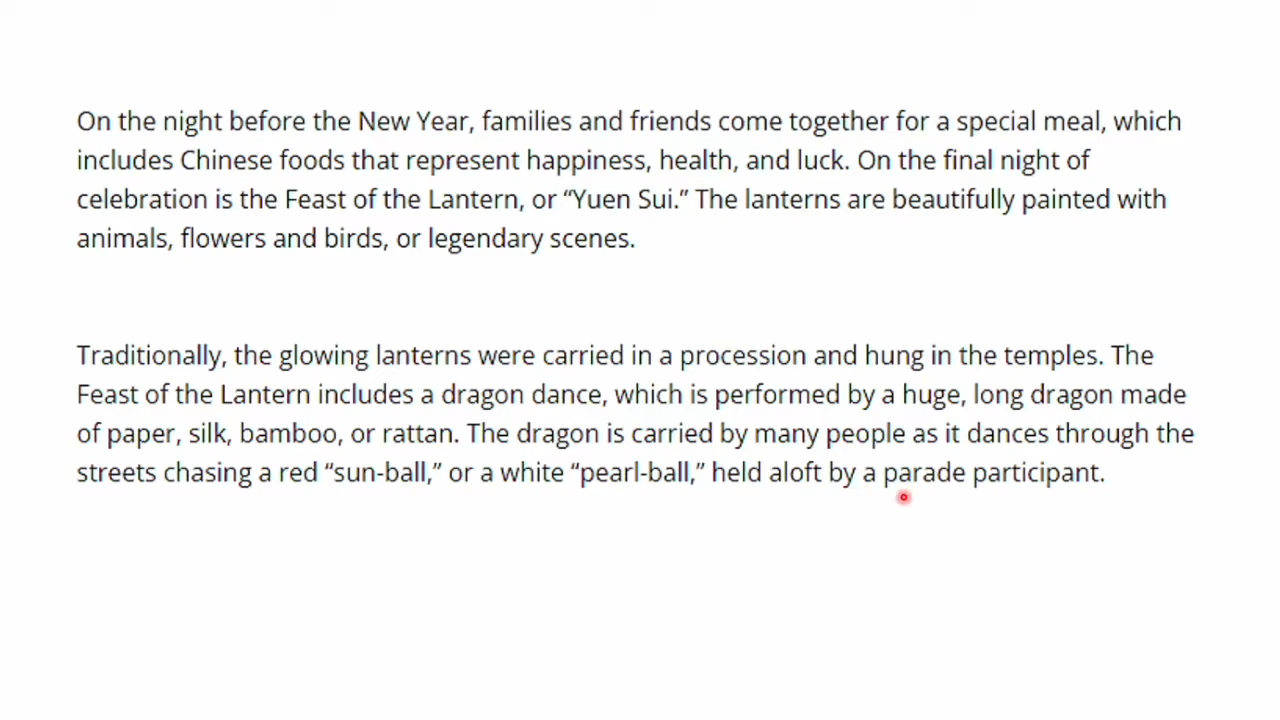 On the night before the New Year, families and friends come together for a special meal, which
includes Chinese foods that represent happiness, health, and luck. On the final night of
celebration is the Feast of the Lantern, or “Yuen Sui.” The lanterns are beautifully painted with
animals, flowers and birds, or legendary scenes.
Traditionally, the glowing lanterns were carried in a procession and hung in the temples. The
Feast of the Lantern includes a dragon dance, which is performed by a huge, long dragon made
of paper, silk, bamboo, or rattan. The dragon is carried by many people as it dances through the
streets chasing a red “sun-ball,” or a white “pearl-ball,” held aloft by a parade participant.